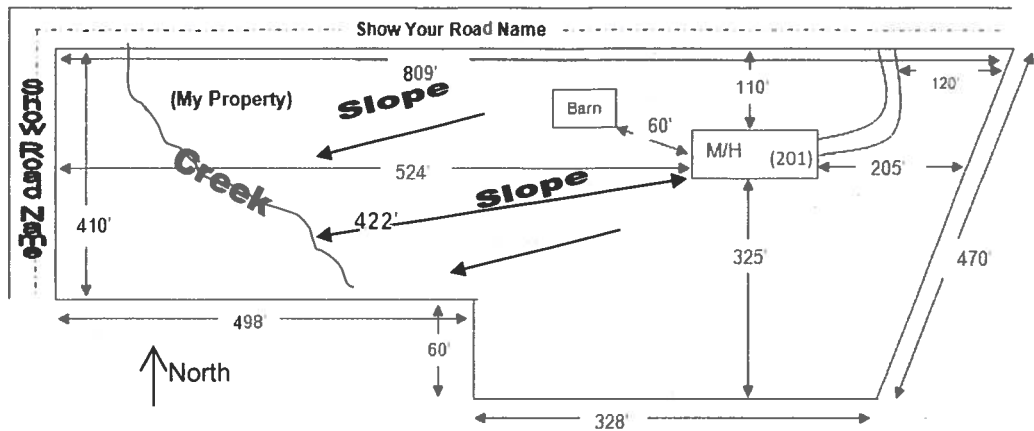 Show Your Road Name
809'
(My Property)
Slope
Barn
110'
120'
60'
M/H
(201)
Creek
524'
205'
Slope
422'
Show Road Name
410'
325'
470'
498'
60'
North
328'